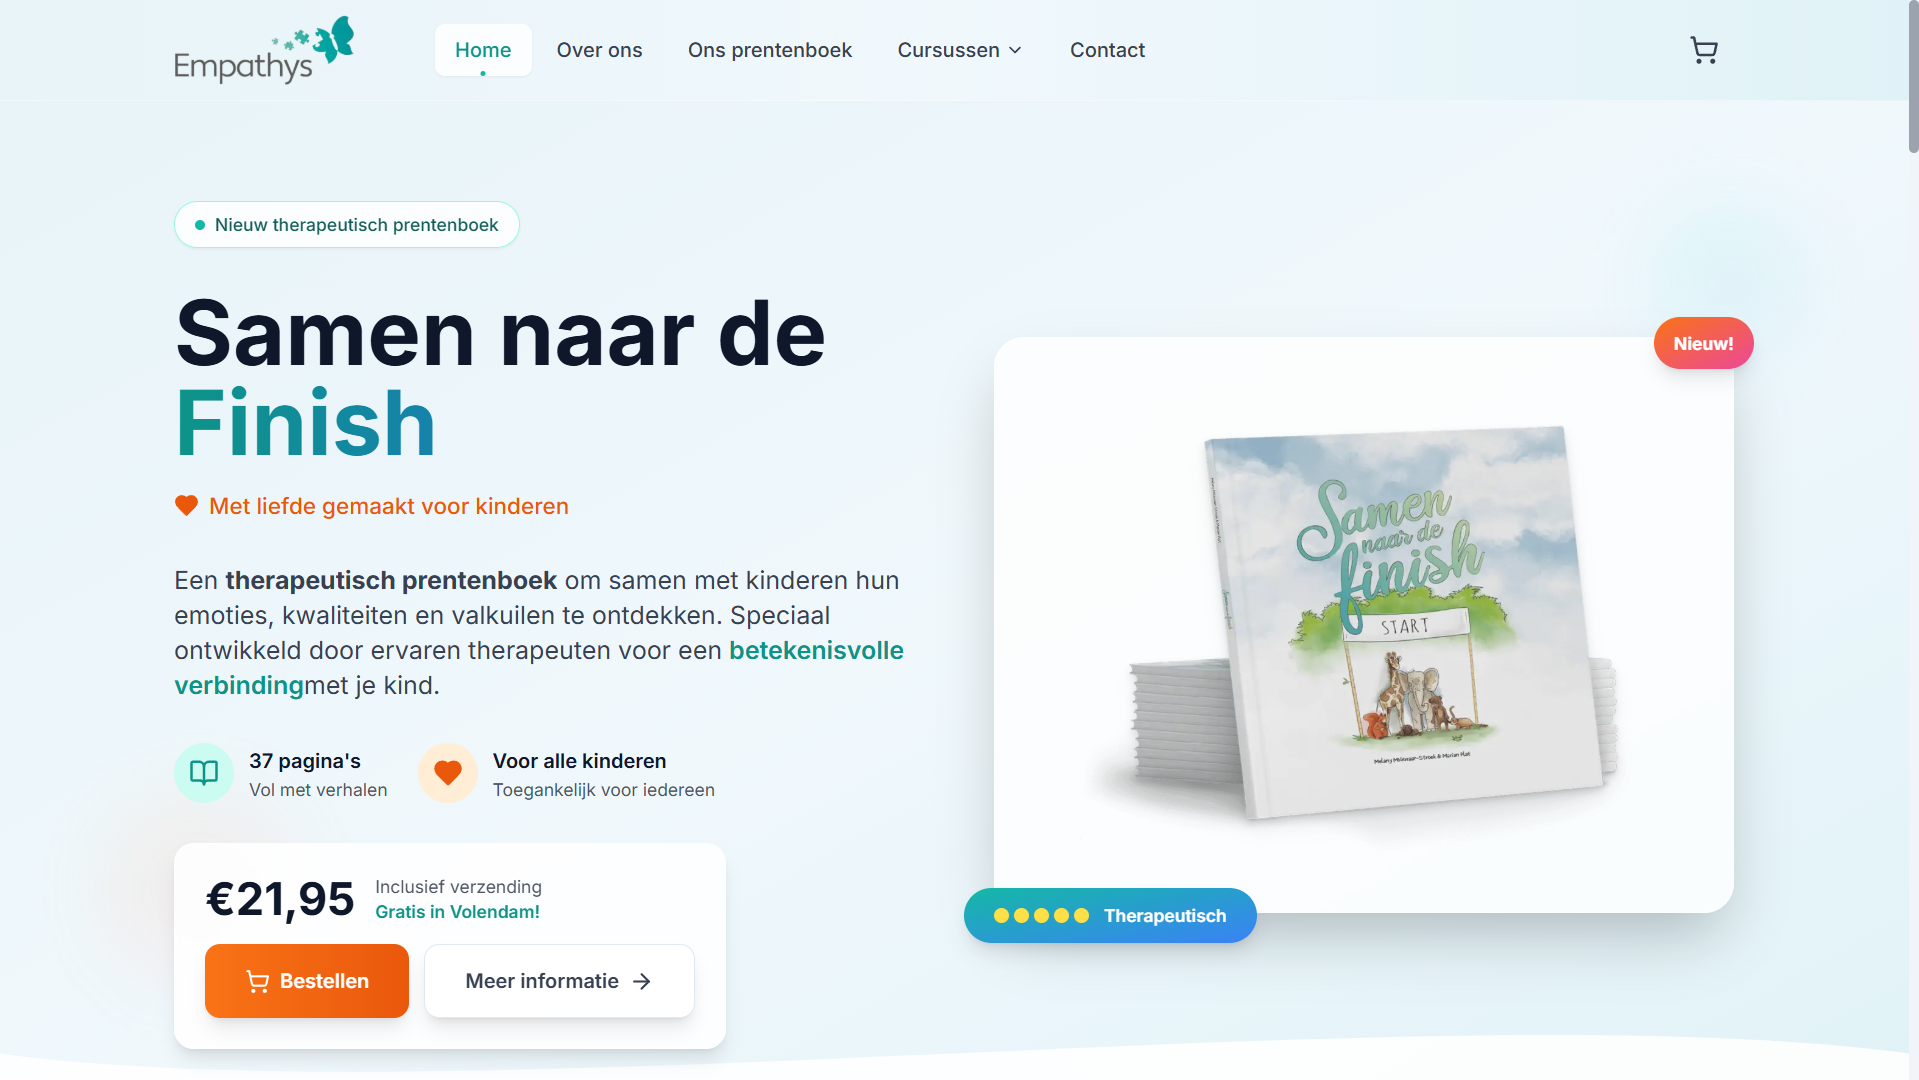 Empathys
Home
Over ons
Ons prentenboek
Cursussen
Contact
Nieuw therapeutisch prentenboek
Samen naar de
Finish
Met liefde gemaakt voor kinderen
Een therapeutisch prentenboek om samen met kinderen hun
emoties, kwaliteiten en valkuilen te ontdekken. Speciaal
ontwikkeld door ervaren therapeuten voor een betekenisvolle
verbindingmet je kind.
37 pagina's
Vol met verhalen
Voor alle kinderen
Toegankelijk voor iedereen
€21,95
Inclusief verzending
Gratis in Volendam!
Bestellen
Meer informatie
Nieuw!
Samen
naar de
finish
START
Therapeutisch